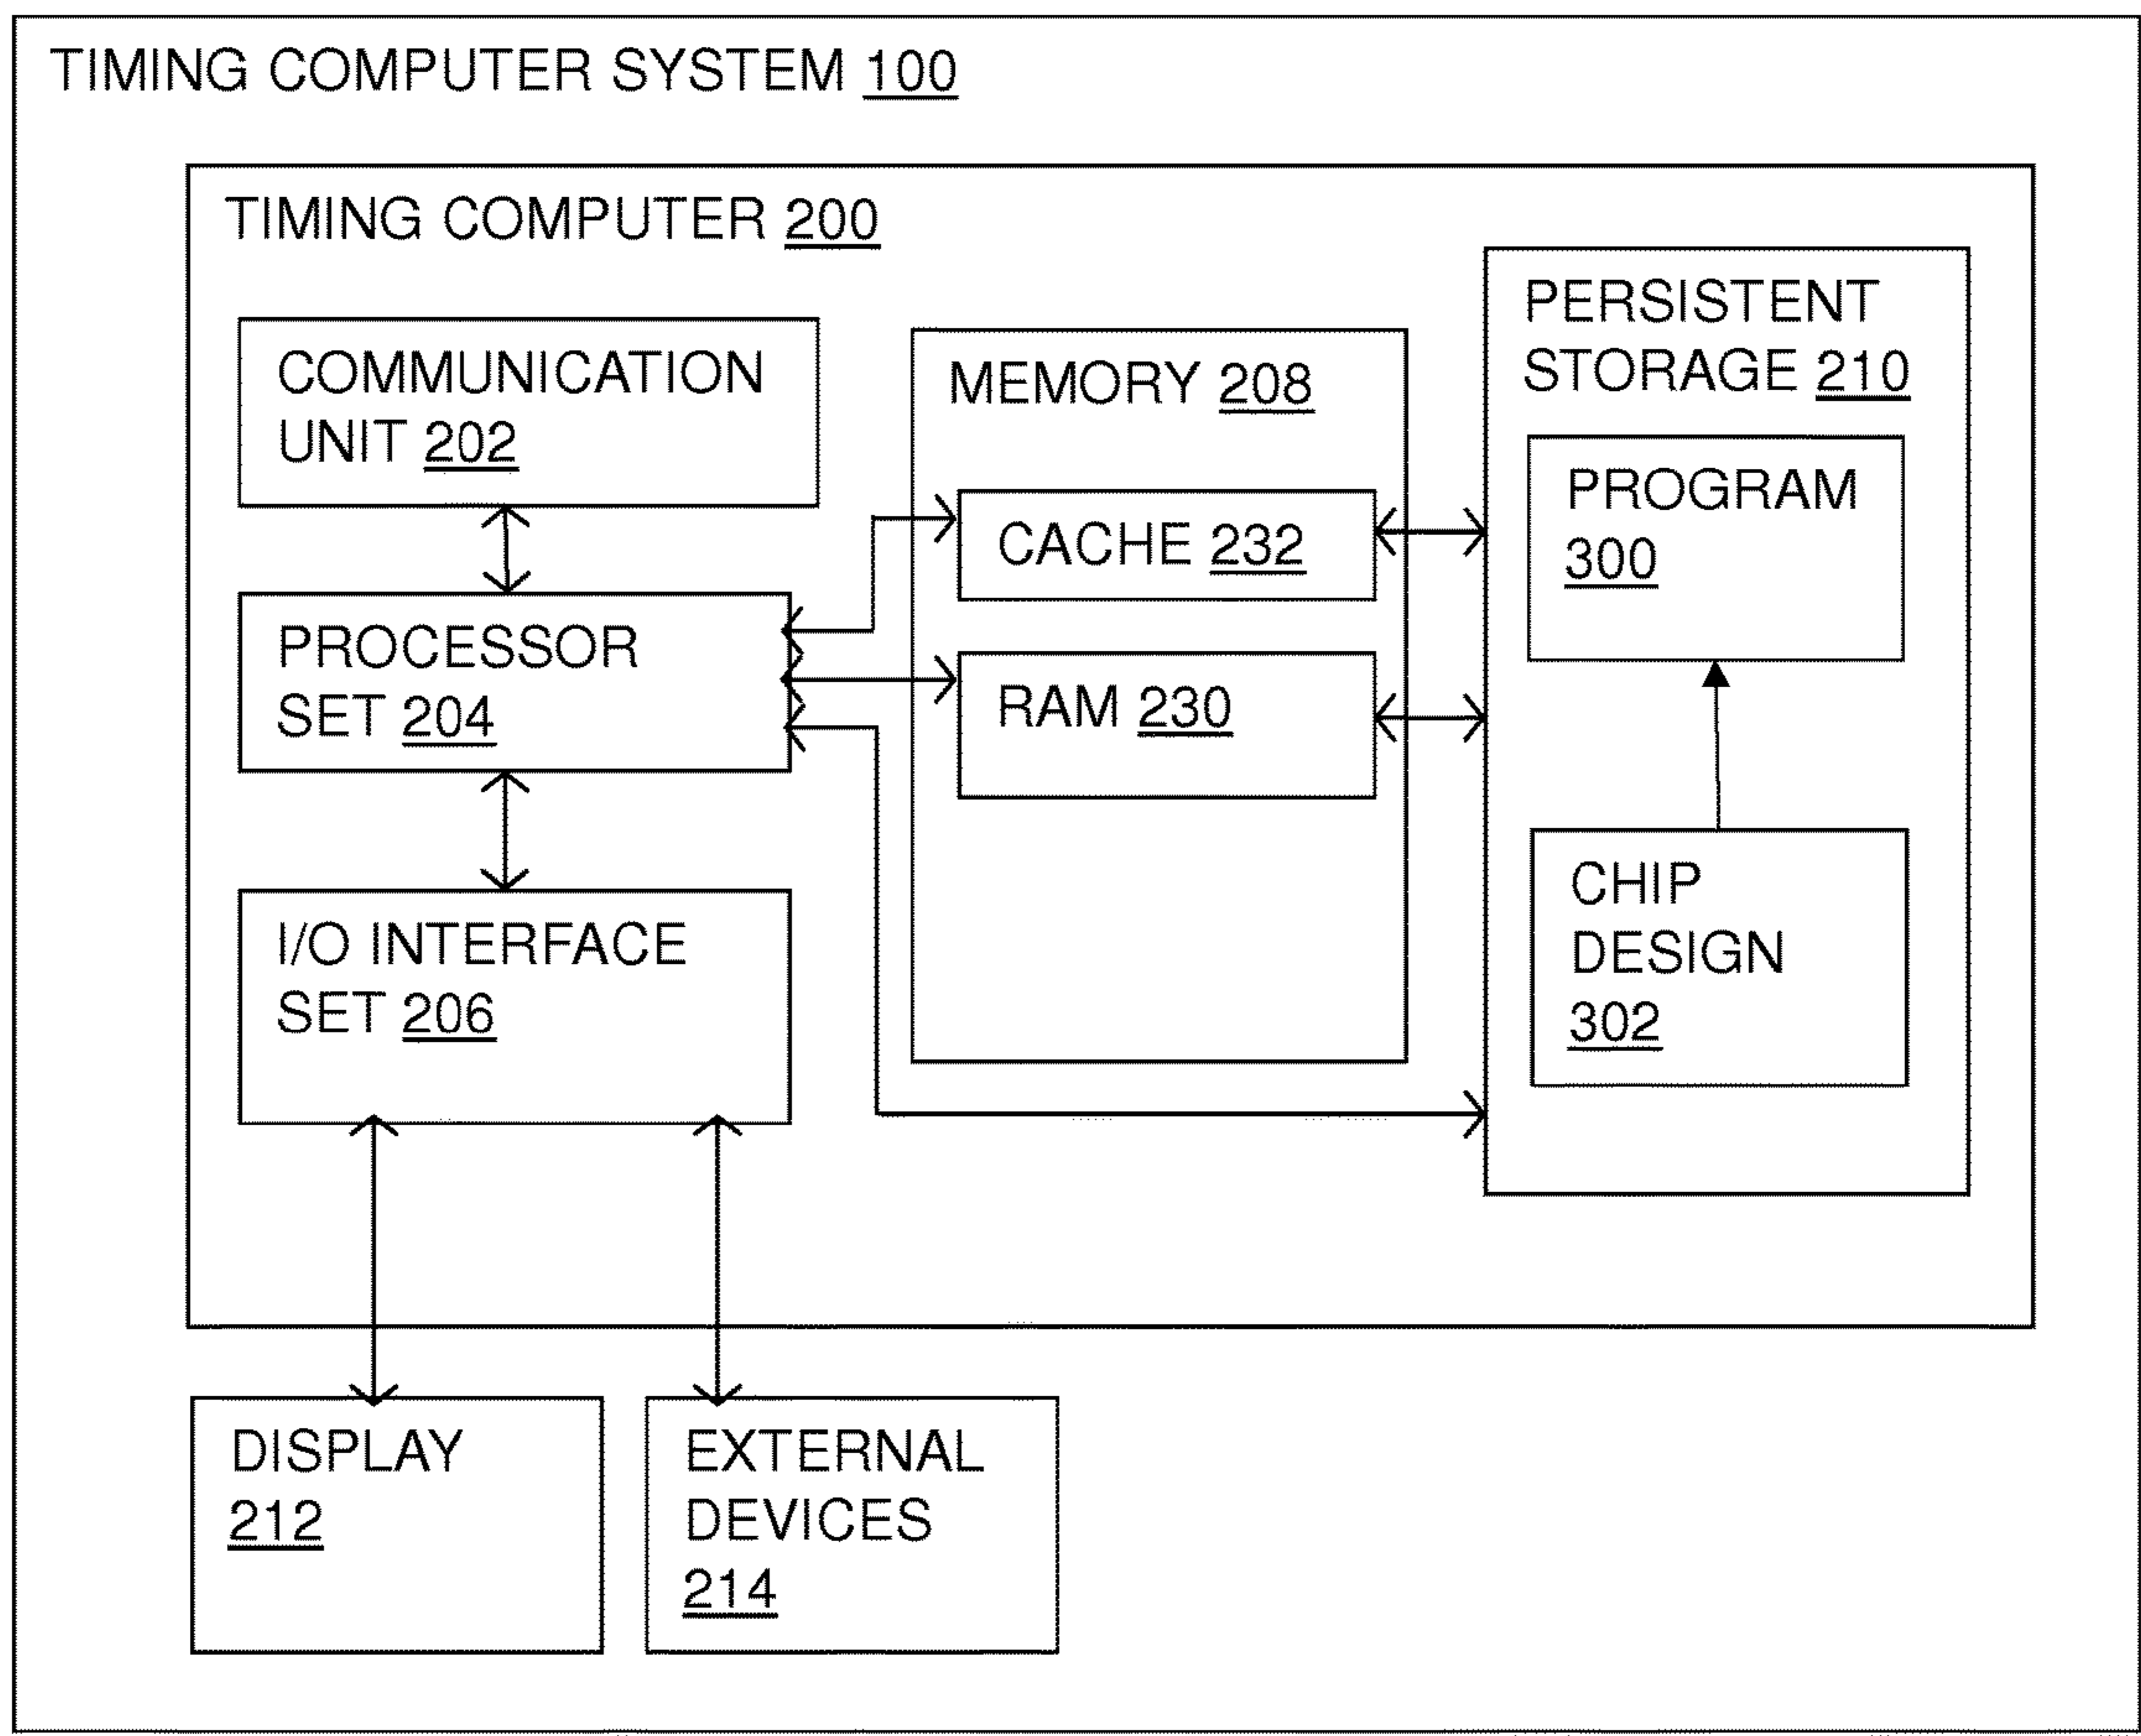 TIMING COMPUTER SYSTEM 100
TIMING COMPUTER 200
COMMUNICATION
UNIT 202
PROCESSOR
SET 204
I/O INTERFACE
SET 206
MEMORY 208
CACHE 232
RAM 230
PERSISTENT
STORAGE 210
PROGRAM
300
CHIP
DESIGN
302
DISPLAY
212
EXTERNAL
DEVICES
214